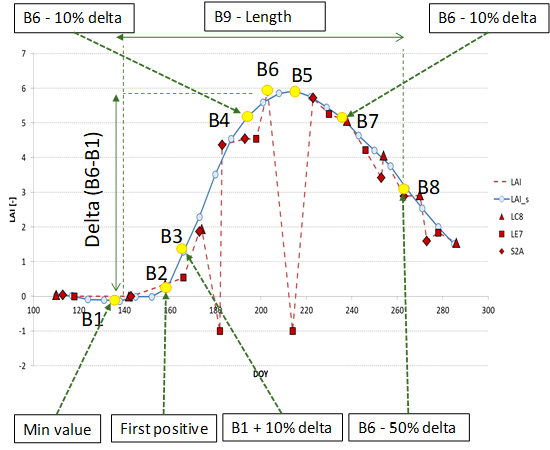 B6 - 10% delta
B9 - Length
B6 - 10% delta
7
6
5
4
3
2
1
0
-1
-2
LAI [-]
Delta (B6-B1)
B6
B5
B4
B7
B8
B3
B2
B1
100
120
140
160
180
200
220
240
260
280
300
DOY
LAI
LAI_s
LC8
LE7
S2A
Min value
First positive
B1 + 10% delta
B6 - 50% delta